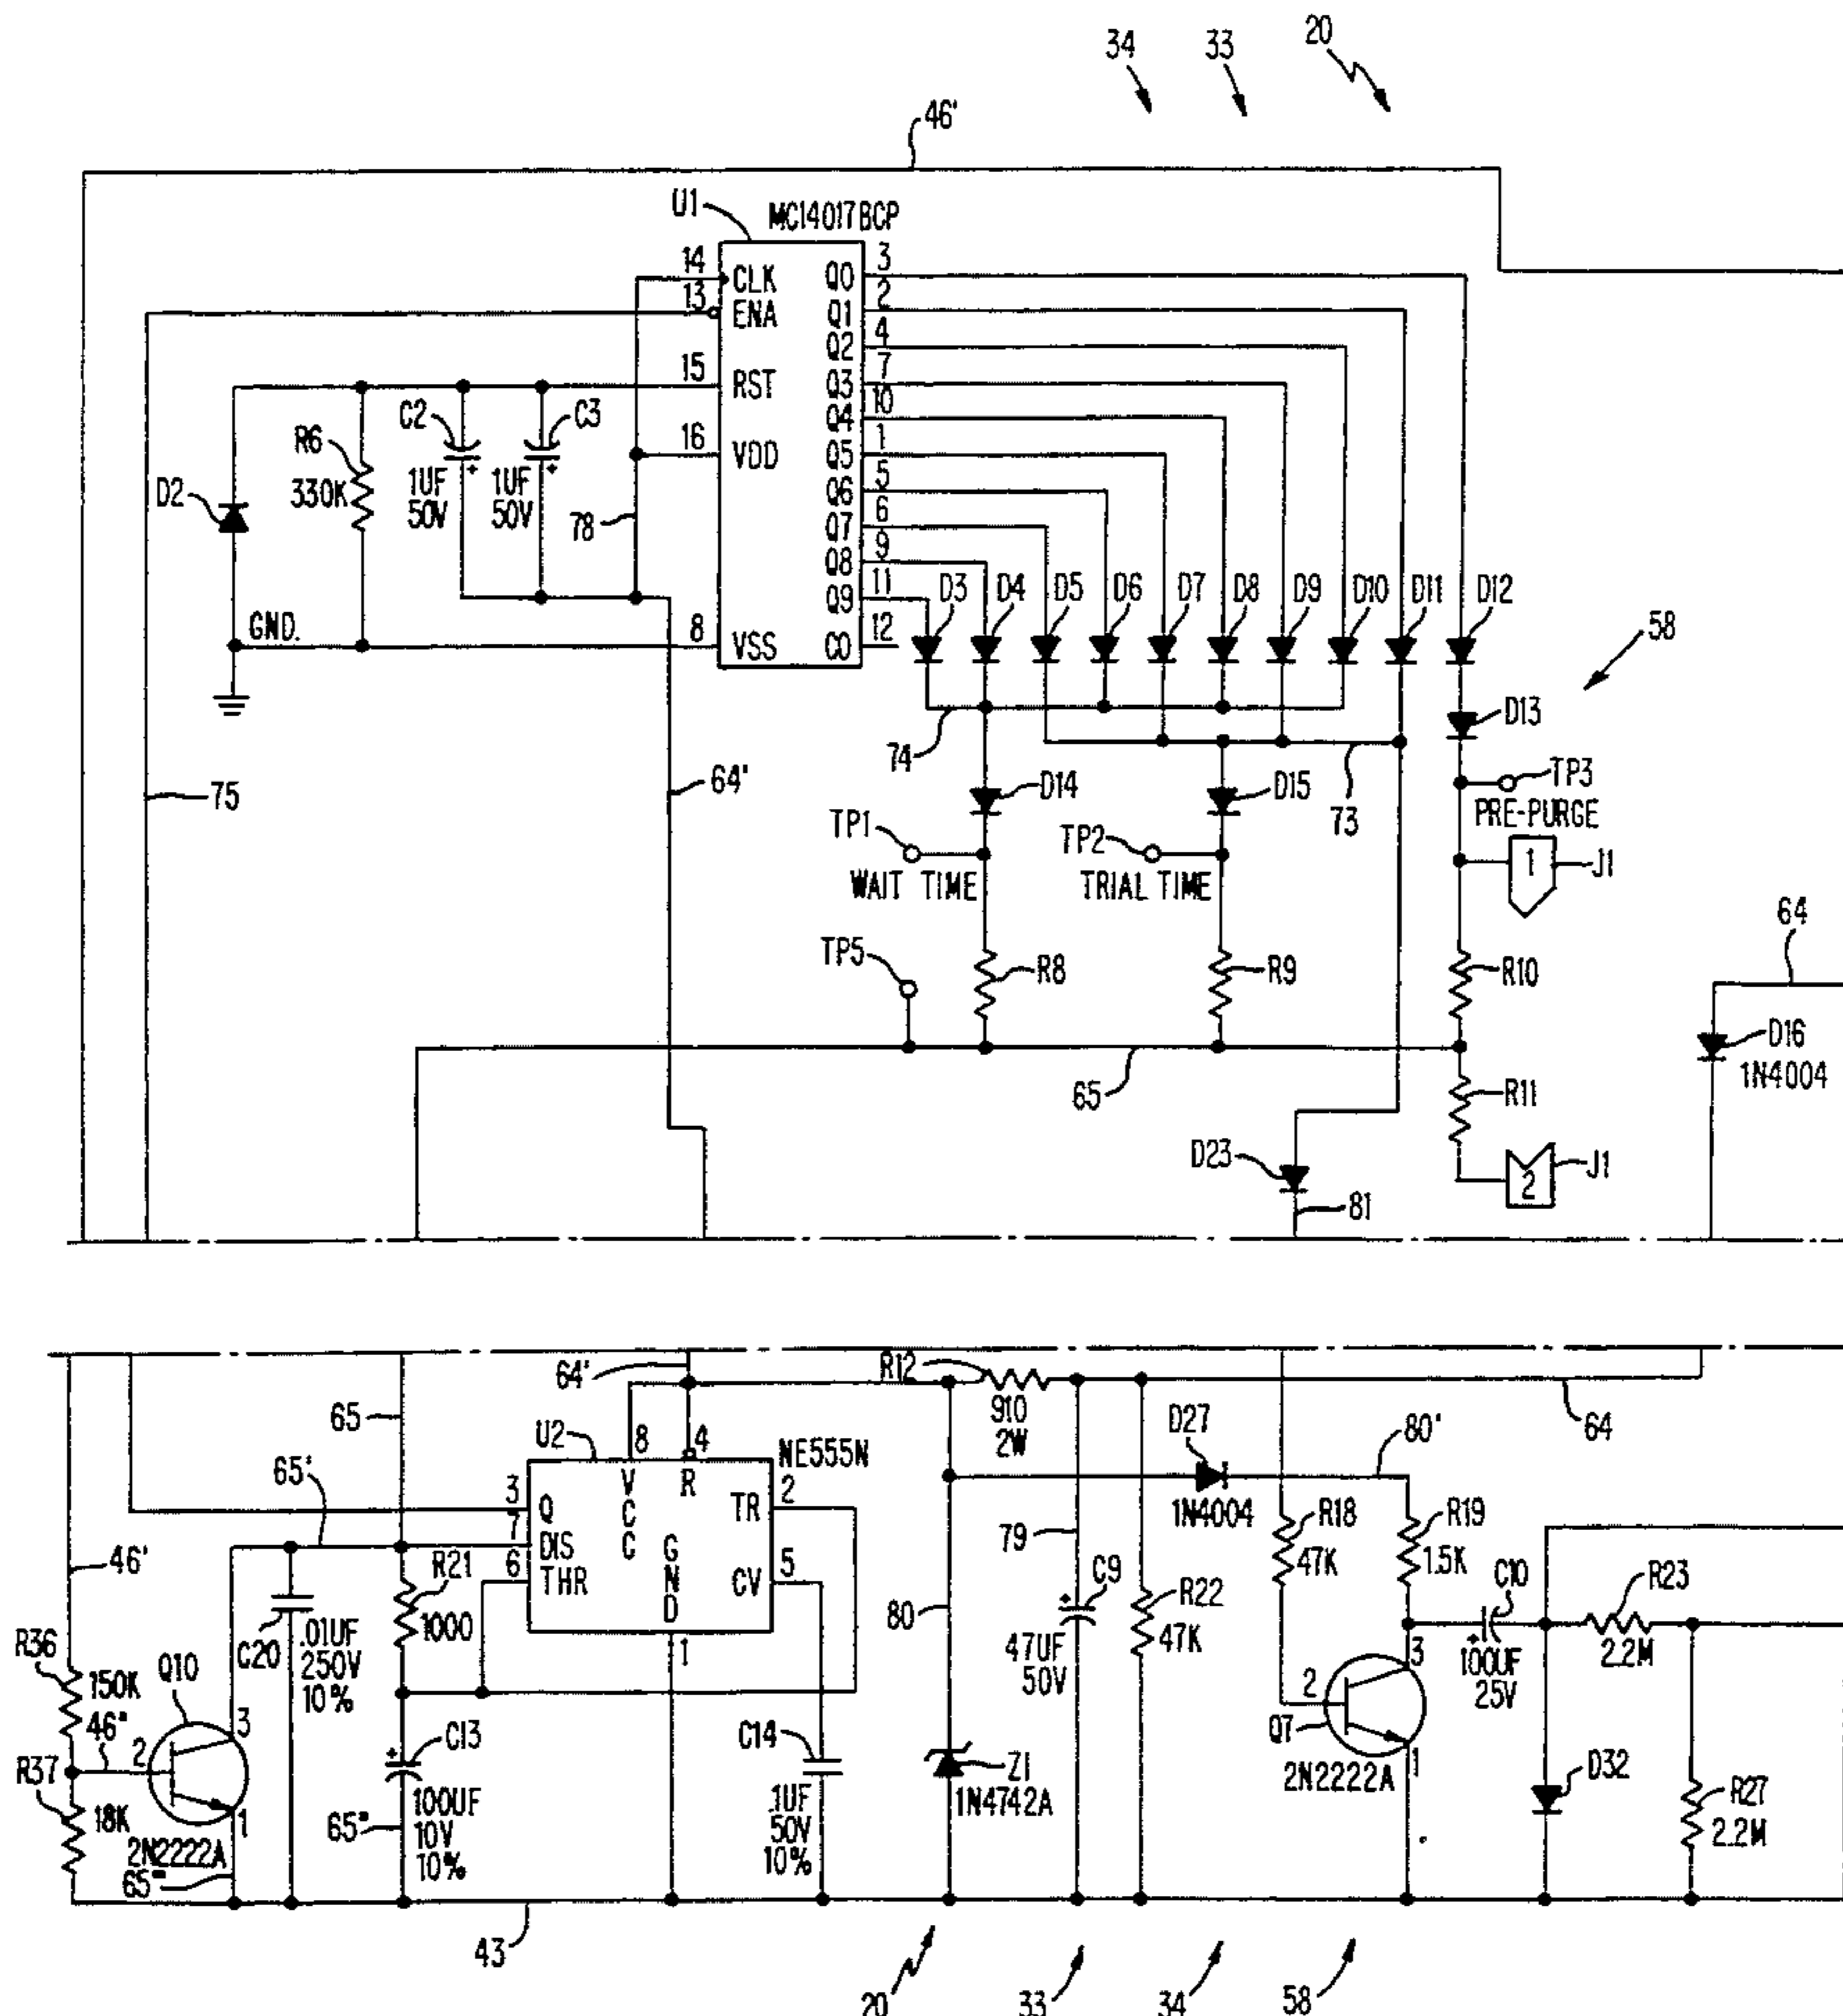 34 33 20
46'
U1 MC14017BCP
14 CLK Q0 3
13 ENA Q1 2
Q2 4
15 RST Q3 7
Q4 10
16 VDD Q5 1
Q6 5
Q7 6
Q8 9
Q9 11
8 VSS CO 12
D2
R6
330K
C2
1UF
50V
C3
1UF
50V
78
GND.
D3 D4 D5 D6 D7 D8 D9 D10 D11 D12
58
D13
74
73
TP3
PRE-PURGE
75
64'
D14
D15
TP1
WAIT TIME
TP2
TRIAL TIME
1 J1
64
TP5
R8
R9
R10
D16
1N4004
65
R11
D23
81
2 J1
64'
R12
910
2W
64
65
U2
8 4
NE555N
D27
1N4004
80'
65'
3 Q
VCC
R
TR 2
7 DIS
6 THR
GND
CV 5
1
46'
R21
1000
79
R18
47K
R19
1.5K
C9
47UF
50V
R22
47K
C10
100UF
25V
R23
2.2M
80
R36
150K
Q10
C20
.01UF
250V
10%
46"
2
3
1
R37
18K
2N2222A
65"
C13
100UF
10V
10%
65"
C14
.1UF
50V
10%
Z1
1N4742A
2
3
1
Q7
2N2222A
D32
R27
2.2M
43
20 33 34 58